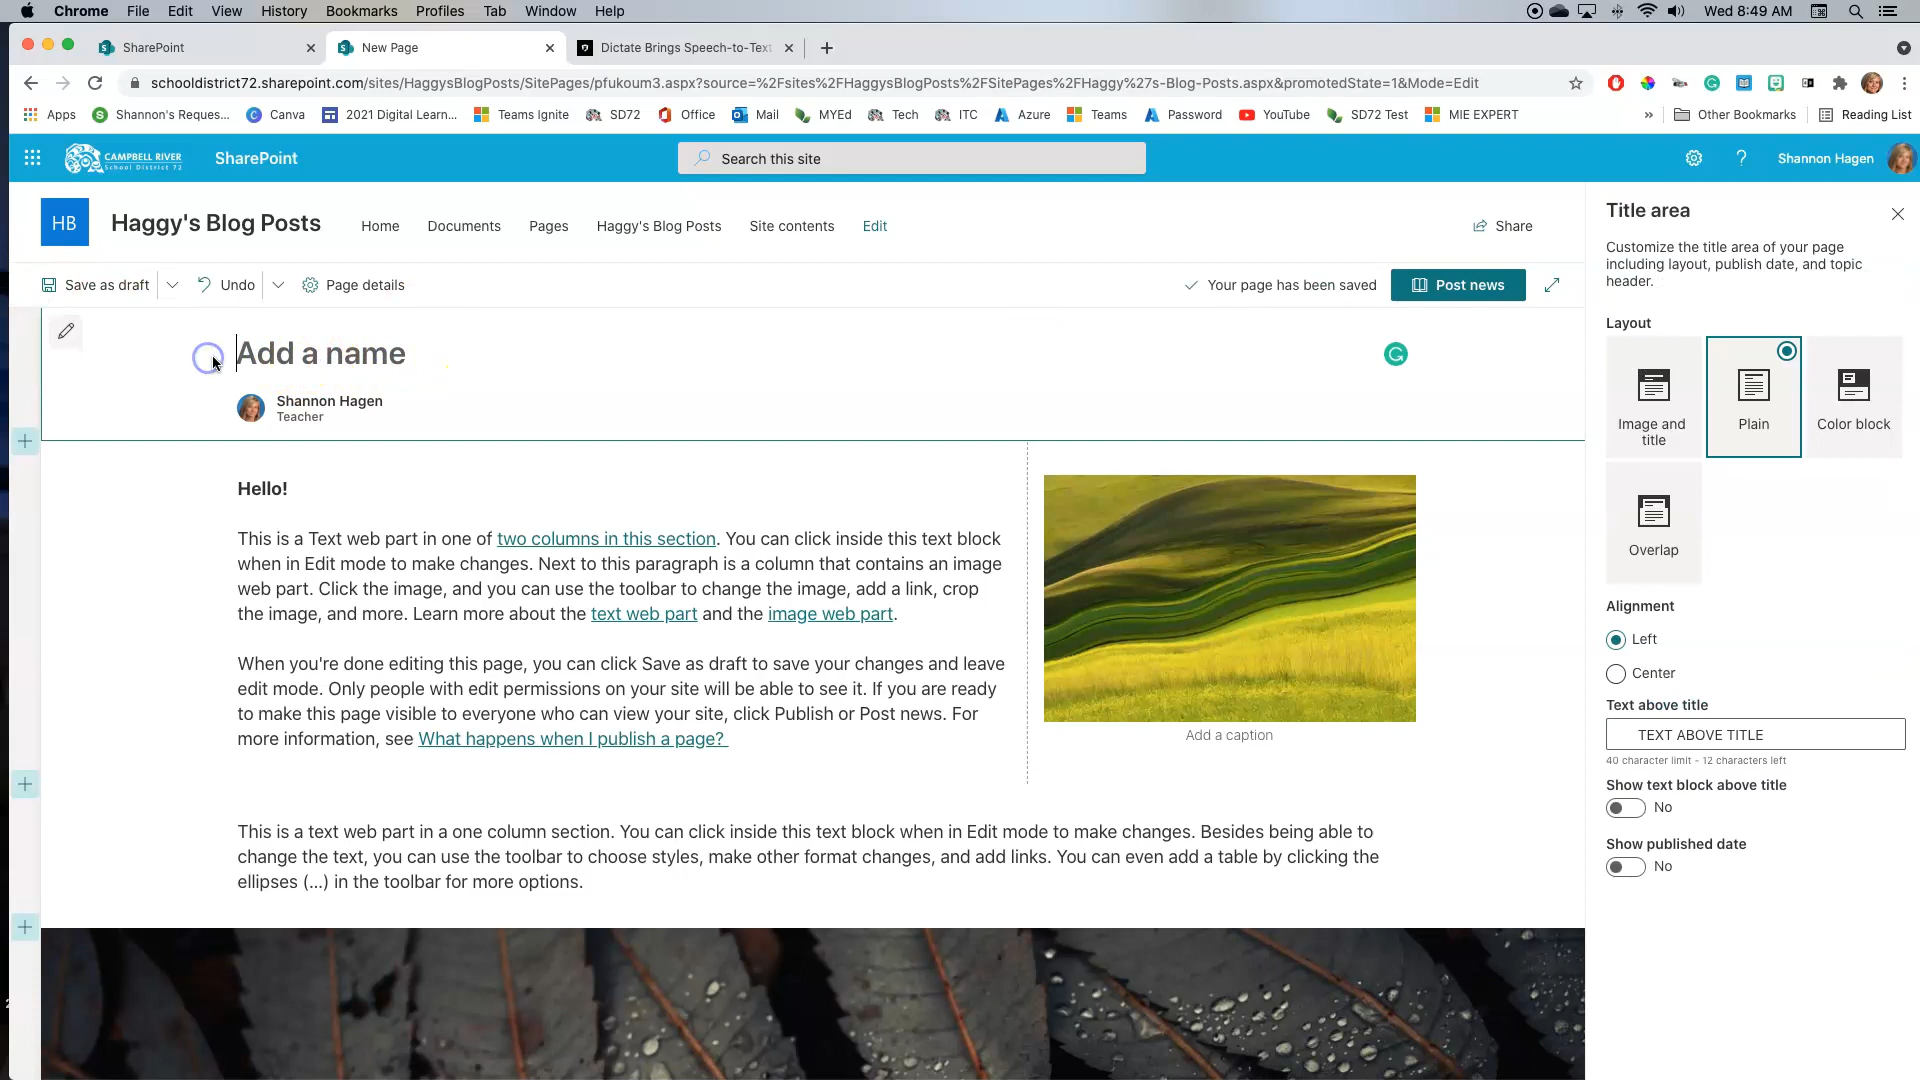 Chrome File Edit View History Bookmarks Profiles Tab Window Help Wed 8:49 AM
SharePoint New Page Dictate Brings Speech-to-Text
schooldistrict72.sharepoint.com/sites/HaggysBlogPosts/SitePages/pfukoum3.aspx?source=%2Fsites%2FHaggysBlogPosts%2FSitePages%2FHaggy%27s-Blog-Posts.aspx&promotedState=1&Mode=Edit
Apps Shannon's Reques... Canva 2021 Digital Learn... Teams Ignite SD72 Office Mail MYEd Tech ITC Azure Teams Password YouTube SD72 Test MIE EXPERT » Other Bookmarks Reading List
CAMPBELL RIVER
School District 72
SharePoint
Search this site
? Shannon Hagen
HB Haggy's Blog Posts Home Documents Pages Haggy's Blog Posts Site contents Edit Share
Save as draft Undo Page details Your page has been saved Post news
Add a name
Shannon Hagen
Teacher
Hello!
This is a Text web part in one of two columns in this section. You can click inside this text block
when in Edit mode to make changes. Next to this paragraph is a column that contains an image
web part. Click the image, and you can use the toolbar to change the image, add a link, crop
the image, and more. Learn more about the text web part and the image web part.
When you're done editing this page, you can click Save as draft to save your changes and leave
edit mode. Only people with edit permissions on your site will be able to see it. If you are ready
to make this page visible to everyone who can view your site, click Publish or Post news. For
more information, see What happens when I publish a page?
Add a caption
This is a text web part in a one column section. You can click inside this text block when in Edit mode to make changes. Besides being able to
change the text, you can use the toolbar to choose styles, make other format changes, and add links. You can even add a table by clicking the
ellipses (...) in the toolbar for more options.
Title area
Customize the title area of your page
including layout, publish date, and topic
header.
Layout
Image and
title
Plain
Color block
Overlap
Alignment
Left
Center
Text above title
TEXT ABOVE TITLE
40 character limit - 12 characters left
Show text block above title
No
Show published date
No